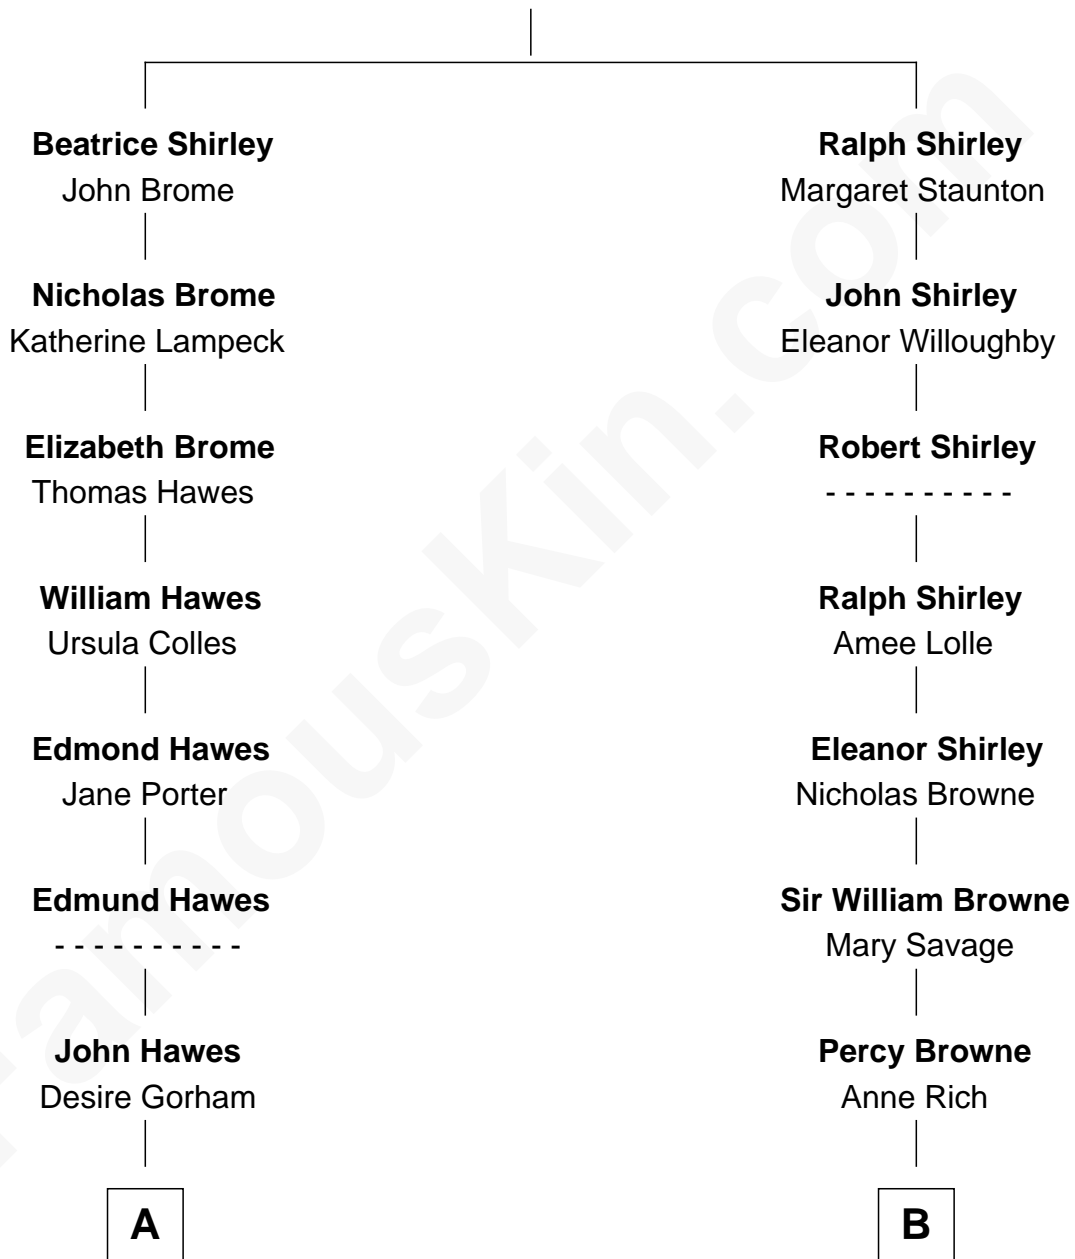 Beatrice Shirley
John Brome
Nicholas Brome
Katherine Lampeck
Elizabeth Brome
Thomas Hawes
William Hawes
Ursula Colles
Edmond Hawes
Jane Porter
Edmund Hawes
- - - - - - - - - -
John Hawes
Desire Gorham
A
Ralph Shirley
Margaret Staunton
John Shirley
Eleanor Willoughby
Robert Shirley
- - - - - - - - - -
Ralph Shirley
Amee Lolle
Eleanor Shirley
Nicholas Browne
Sir William Browne
Mary Savage
Percy Browne
Anne Rich
B
FamousKin.com